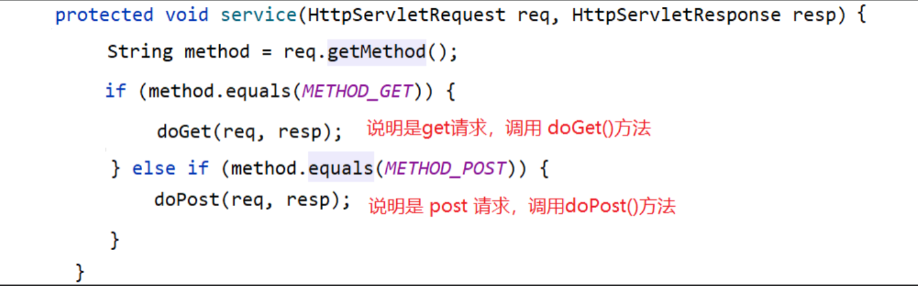 protected void service(HttpServletRequest req, HttpServletResponse resp) {
String method = req.getMethod();
if (method.equals(METHOD_GET)) {
doGet(req, resp); 说明是get请求，调用 doGet()方法
} else if (method.equals(METHOD_POST)) {
doPost(req, resp); 说明是 post 请求，调用doPost()方法
}
}